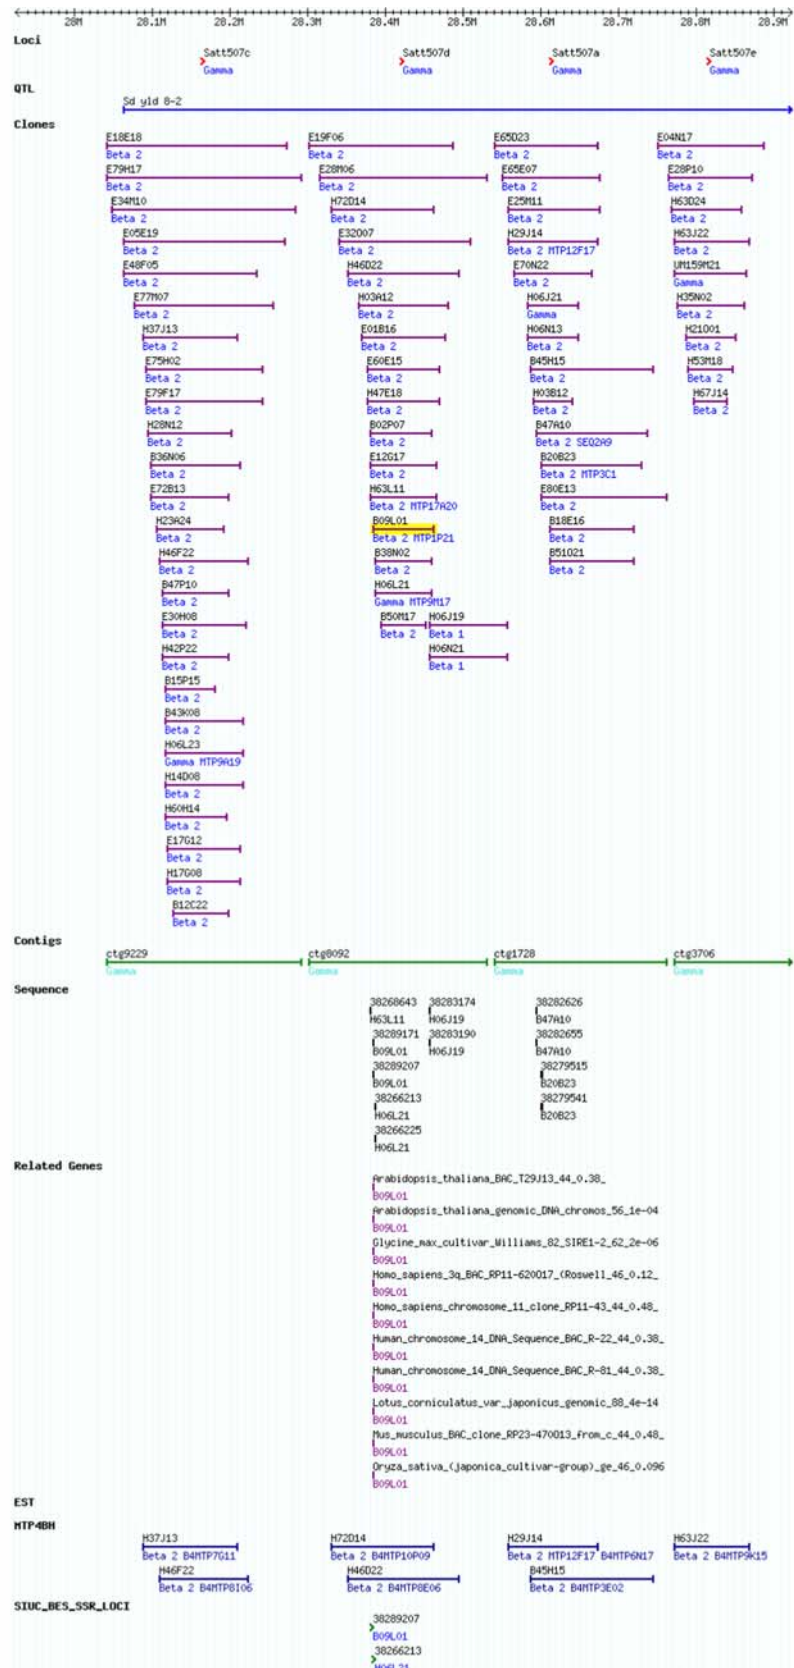 28M 28.1M 28.2M 28.3M 28.4M 28.5M 28.6M 28.7M 28.8M 28.9M
Loci
Satt507c Satt507d Satt507a Satt507e
Gamma Gamma Gamma Gamma
QTL
Sd yld 8-2
Clones
E18E18 E19F06 E65D23 E04N17
Beta 2 Beta 2 Beta 2 Beta 2
E79H17 E28M06 E65E07 E28P10
Beta 2 Beta 2 Beta 2 Beta 2
E34M10 H72D14 E25M11 H63D24
Beta 2 Beta 2 Beta 2 Beta 2
E05E19 E32O07 H29J14 H63J22
Beta 2 Beta 2 Beta 2 MTP12F17 Beta 2
E48F05 H46D22 E70N22 UM159M21
Beta 2 Beta 2 Beta 2 Gamma
E77M07 H03A12 H06J21 H35N02
Beta 2 Beta 2 Gamma Beta 2
H37J13 E01B16 H06N13 H21O01
Beta 2 Beta 2 Beta 2 Beta 2
E75H02 E60E15 B45H15 H53M18
Beta 2 Beta 2 Beta 2 Beta 2
E79F17 H47E18 H03B12 H67J14
Beta 2 Beta 2 Beta 2 Beta 2
H28N12 B02P07 B47A10
Beta 2 Beta 2 Beta 2 SEQ2A9
B36N06 E12G17 B20B23
Beta 2 Beta 2 Beta 2 MTP3C1
E72B13 H63L11 E80E13
Beta 2 Beta 2 MTP17A20 Beta 2
H23A24 B09L01 B18E16
Beta 2 Beta 2 MTP1P21 Beta 2
H46F22 B38N02 B51O21
Beta 2 Beta 2 Beta 2
B47P10 H06L21
Beta 2 Gamma MTP9M17
E30H08 B50M17 H06J19
Beta 2 Beta 2 Beta 1
H42P22 H06N21
Beta 2 Beta 1
B15P15
Beta 2
B43K08
Beta 2
H06L23
Gamma MTP9A19
H14D08
Beta 2
H60H14
Beta 2
E17G12
Beta 2
H17G08
Beta 2
B12C22
Beta 2
Contigs
ctg9229 ctg8092 ctg1728 ctg3706
Gamma Gamma Gamma Gamma
Sequence
38268643 38283174 38282626
H63L11 H06J19 B47A10
38289171 38283190 38282655
B09L01 H06J19 B47A10
38289207 38279515
B09L01 B20B23
38266213 38279541
H06L21 B20B23
38266225
H06L21
Related Genes
Arabidopsis_thaliana_BAC_T29J13_44_0.38_
B09L01
Arabidopsis_thaliana_genomic_DNA_chromos_56_1e-04
B09L01
Glycine_max_cultivar_Williams_82_SIRE1-2_62_2e-06
B09L01
Homo_sapiens_3q_BAC_RP11-620O17_(Roswell_46_0.12_
B09L01
Homo_sapiens_chromosome_11_clone_RP11-43_44_0.48_
B09L01
Human_chromosome_14_DNA_Sequence_BAC_R-22_44_0.38_
B09L01
Human_chromosome_14_DNA_Sequence_BAC_R-81_44_0.38_
B09L01
Lotus_corniculatus_var_japonicus_genomic_88_4e-14
B09L01
Mus_musculus_BAC_clone_RP23-470O13_from_c_44_0.48_
B09L01
Oryza_sativa_(japonica_cultivar-group)_ge_46_0.096
B09L01
EST
MTP4BH
H37J13 H72D14 H29J14 H63J22
Beta 2 B4MTP7G11 Beta 2 B4MTP10P09 Beta 2 MTP12F17 B4MTP6N17 Beta 2 B4MTP9K15
H46F22 H46D22 B45H15
Beta 2 B4MTP8I06 Beta 2 B4MTP8E06 Beta 2 B4MTP3E02
SIUC_BES_SSR_LOCI
38289207
B09L01
38266213
H06L21